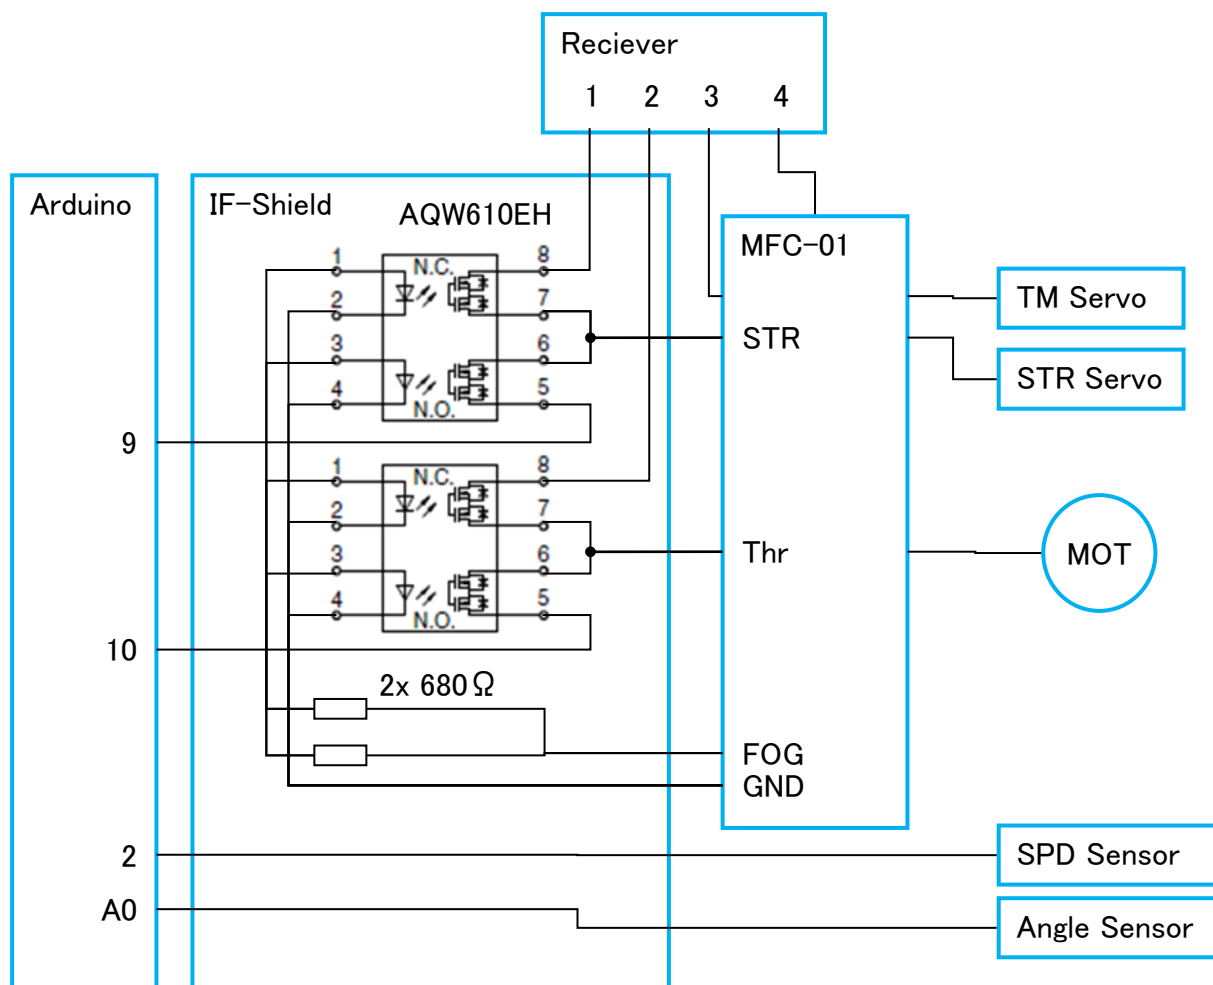 Reciever
1 2 3 4
Arduino
IF-Shield
AQW610EH
1 N.C. 8
2 7
3 6
4 N.O. 5
9
1 N.C. 8
2 7
3 6
4 N.O. 5
10
2x 680Ω
MFC-01
STR
Thr
FOG
GND
TM Servo
STR Servo
MOT
2
SPD Sensor
A0
Angle Sensor